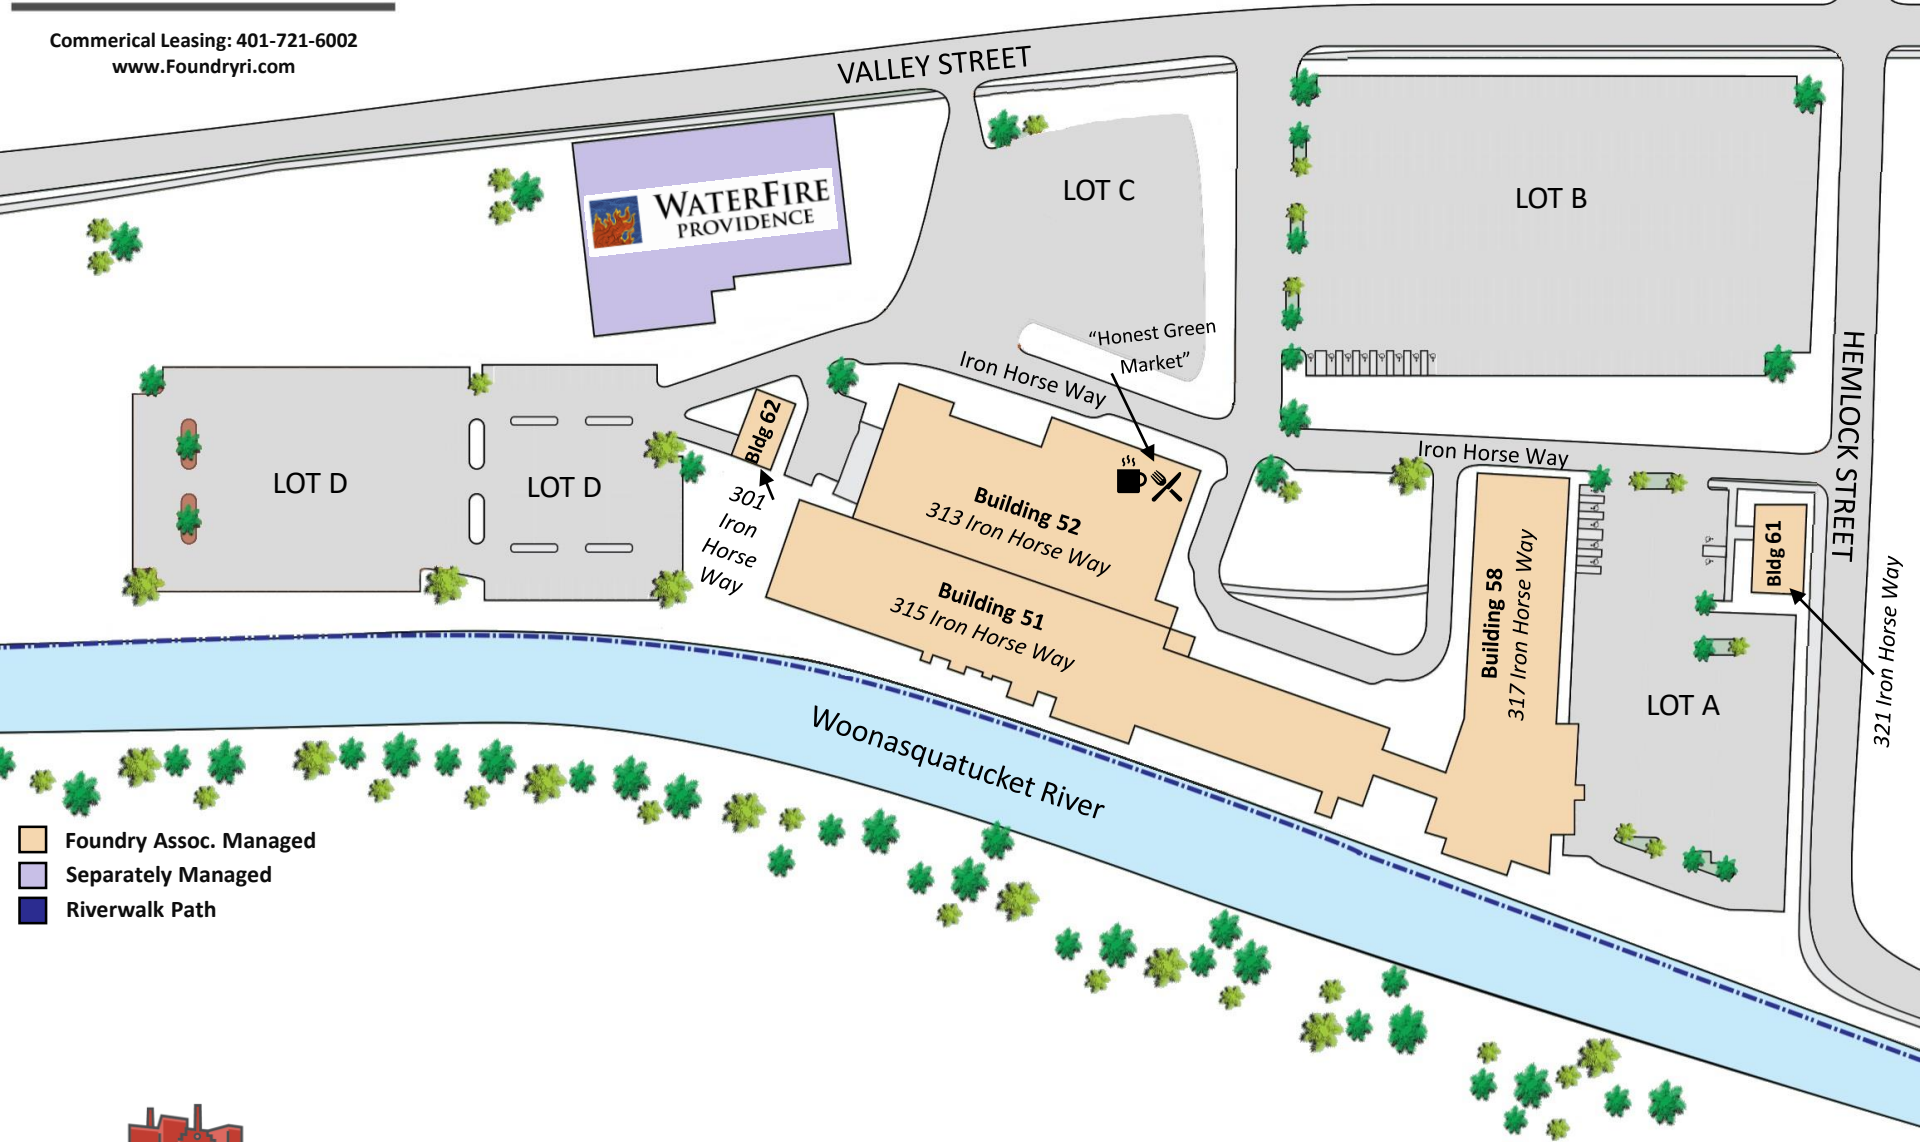 Commerical Leasing: 401-721-6002
www.Foundryri.com
VALLEY STREET
WATERFIRE
PROVIDENCE
LOT C
LOT B
"Honest Green
Market"
Iron Horse Way
HEMLOCK STREET
Iron Horse Way
Bldg 62
LOT D
LOT D
301
Iron
Horse
Way
Building 52
313 Iron Horse Way
Building 51
315 Iron Horse Way
Building 58
317 Iron Horse Way
Bldg 61
321 Iron Horse Way
LOT A
Woonasquatucket River
Foundry Assoc. Managed
Separately Managed
Riverwalk Path